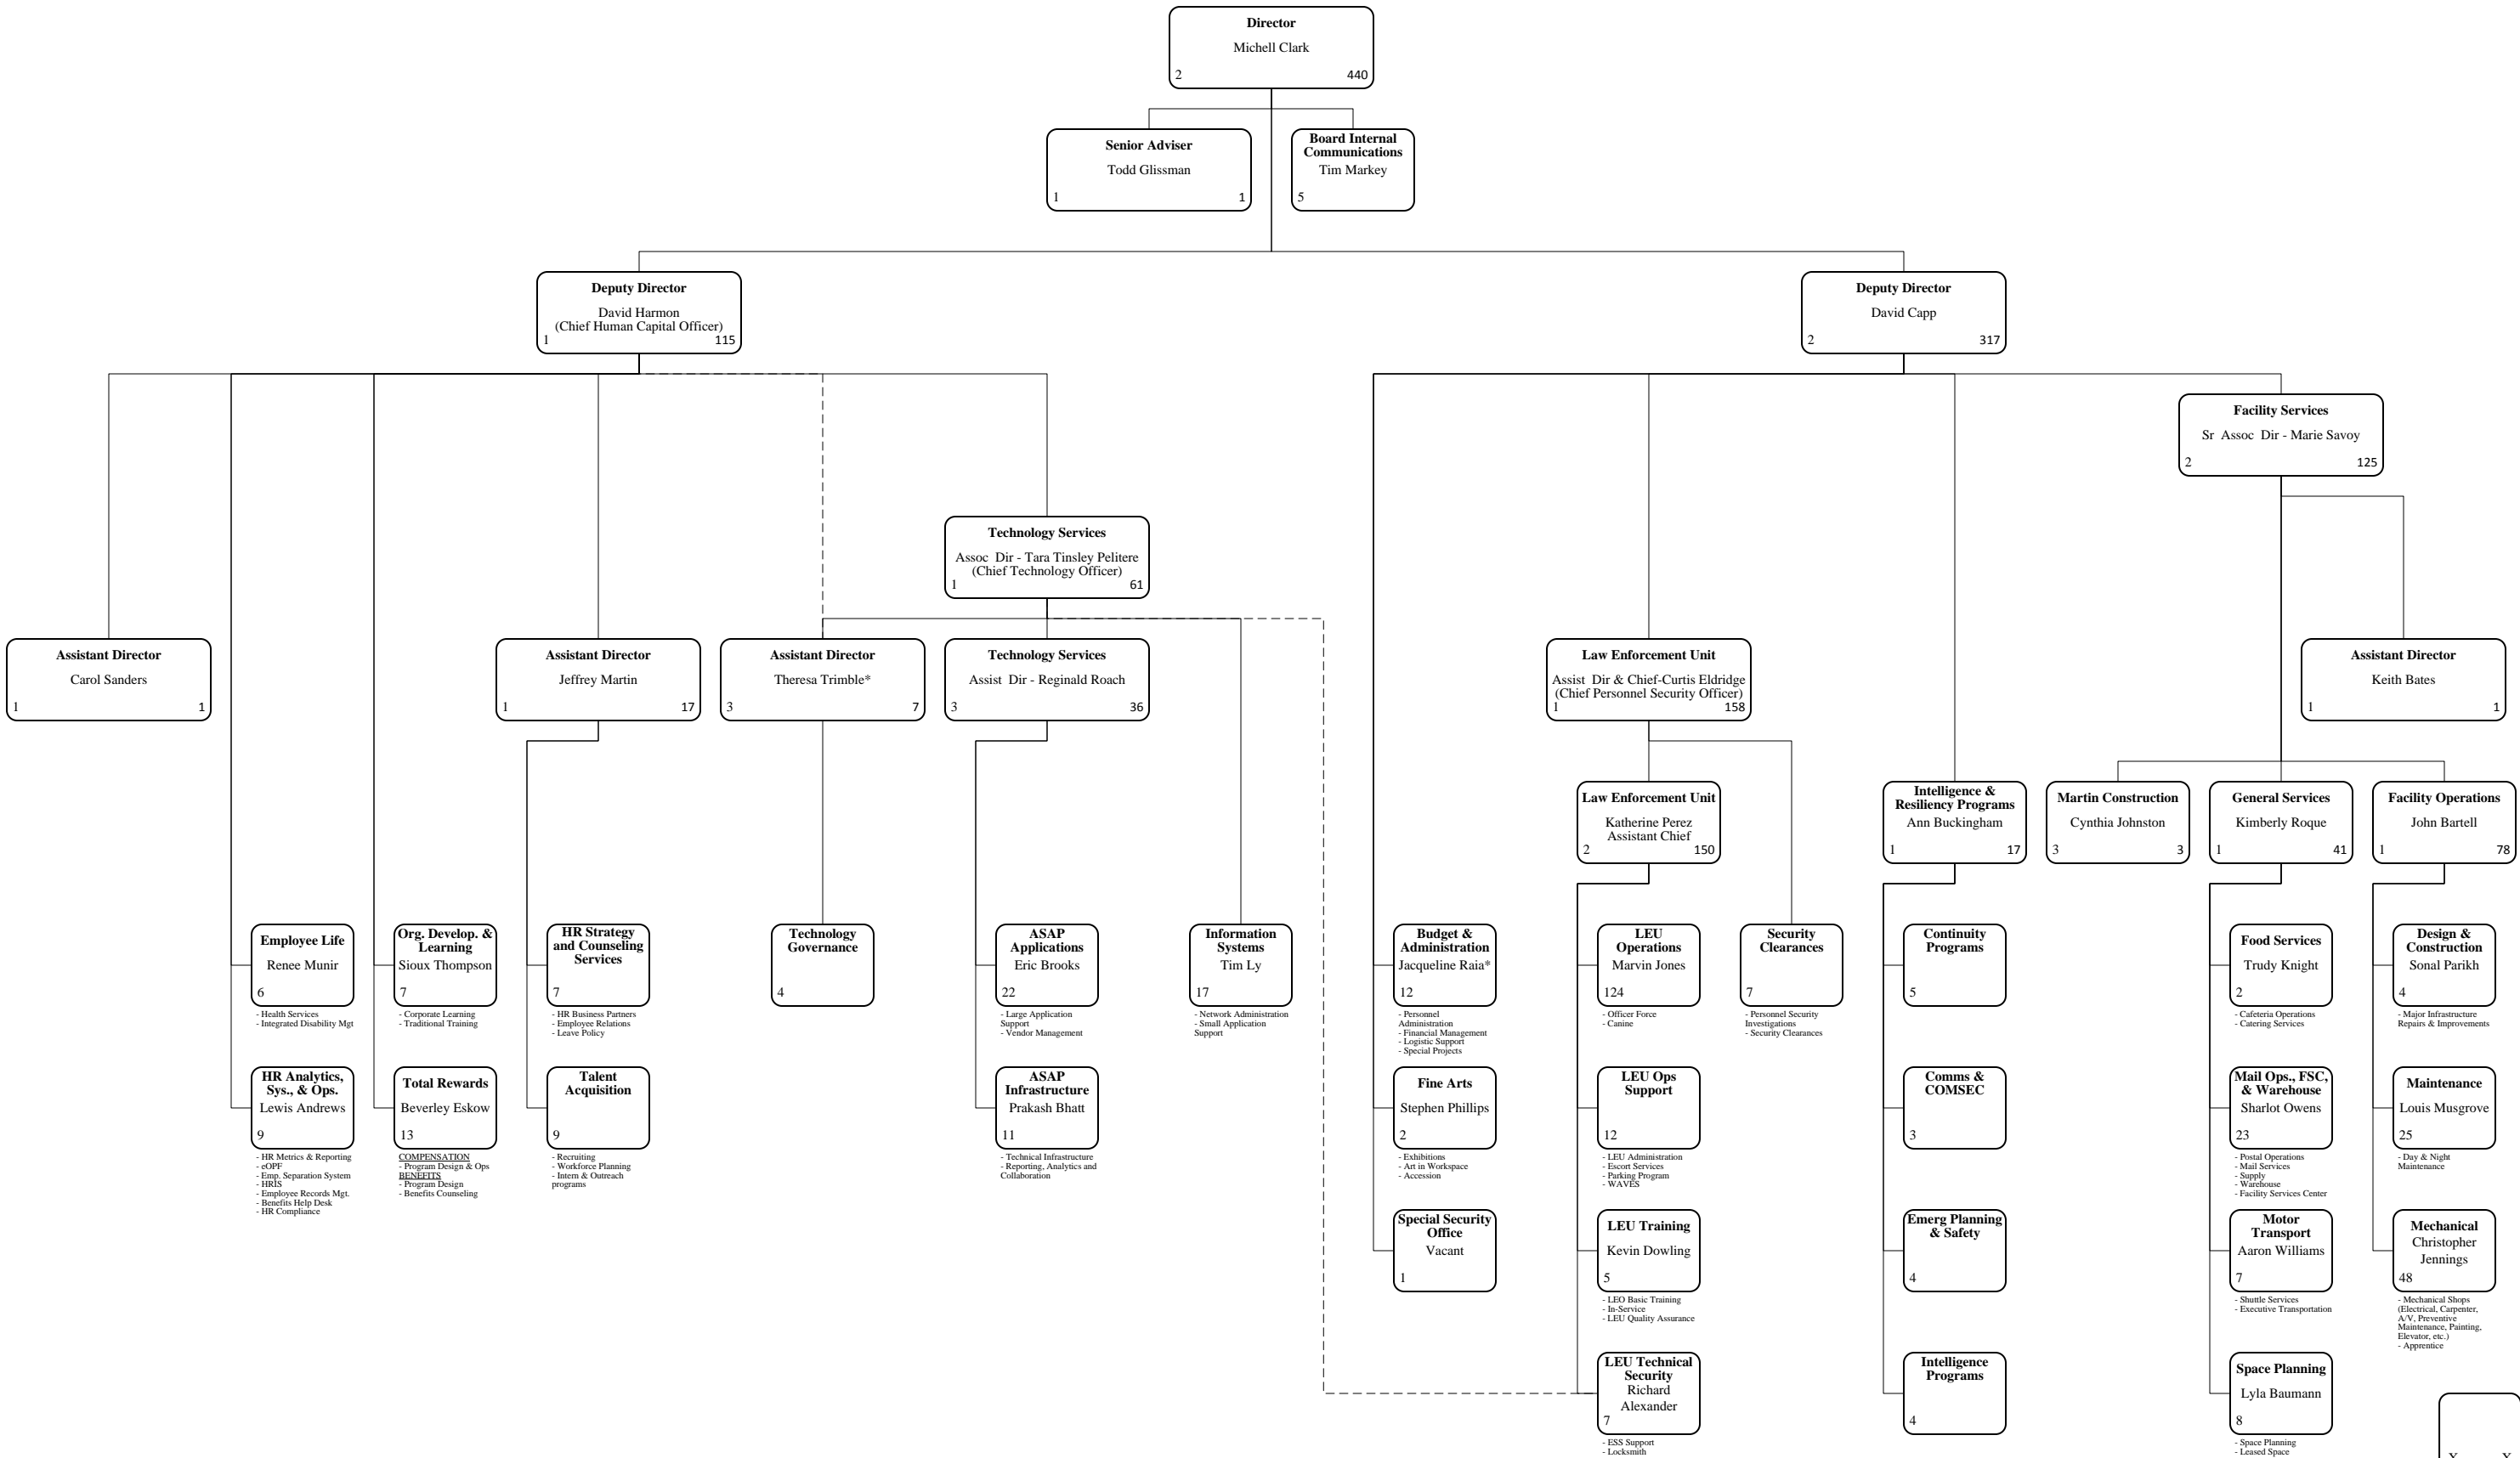 Director
Michell Clark
2 440
Senior Adviser
Todd Glissman
1 1
Board Internal
Communications
Tim Markey
5
Deputy Director
David Harmon
(Chief Human Capital Officer)
1 115
Deputy Director
David Capp
2 317
Facility Services
Sr Assoc Dir - Marie Savoy
2 125
Technology Services
Assoc Dir - Tara Tinsley Pelitere
(Chief Technology Officer)
1 61
Assistant Director
Carol Sanders
1 1
Assistant Director
Jeffrey Martin
1 17
Assistant Director
Theresa Trimble*
3 7
Technology Services
Assist Dir - Reginald Roach
3 36
Law Enforcement Unit
Assist Dir & Chief-Curtis Eldridge
(Chief Personnel Security Officer)
1 158
Assistant Director
Keith Bates
1 1
Law Enforcement Unit
Katherine Perez
Assistant Chief
2 150
Intelligence &
Resiliency Programs
Ann Buckingham
1 17
Martin Construction
Cynthia Johnston
3 3
General Services
Kimberly Roque
1 41
Facility Operations
John Bartell
1 78
Employee Life
Renee Munir
6
- Health Services
- Integrated Disability Mgt
Org. Develop. &
Learning
Sioux Thompson
7
- Corporate Learning
- Traditional Training
HR Strategy
and Counseling
Services
7
- HR Business Partners
- Employee Relations
- Leave Policy
Technology
Governance
4
ASAP
Applications
Eric Brooks
22
- Large Application
Support
- Vendor Management
Information
Systems
Tim Ly
17
- Network Administration
- Small Application
Support
Budget &
Administration
Jacqueline Raia*
12
- Personnel
Administration
- Financial Management
- Logistic Support
- Special Projects
LEU
Operations
Marvin Jones
124
- Officer Force
- Canine
Security
Clearances
7
- Personnel Security
Investigations
- Security Clearances
Continuity
Programs
5
Food Services
Trudy Knight
2
- Cafeteria Operations
- Catering Services
Design &
Construction
Sonal Parikh
4
- Major Infrastructure
Repairs & Improvements
HR Analytics,
Sys., & Ops.
Lewis Andrews
9
- HR Metrics & Reporting
- eOPF
- Emp. Separation System
- HRIS
- Employee Records Mgt.
- Benefits Help Desk
- HR Compliance
Total Rewards
Beverley Eskow
13
COMPENSATION
- Program Design & Ops
BENEFITS
- Program Design
- Benefits Counseling
Talent
Acquisition
9
- Recruiting
- Workforce Planning
- Intern & Outreach
programs
ASAP
Infrastructure
Prakash Bhatt
11
- Technical Infrastructure
- Reporting, Analytics and
Collaboration
Fine Arts
Stephen Phillips
2
- Exhibitions
- Art in Workspace
- Accession
LEU Ops
Support
12
- LEU Administration
- Escort Services
- Parking Program
- WAVES
Comms &
COMSEC
3
Mail Ops., FSC,
& Warehouse
Sharlot Owens
23
- Postal Operations
- Mail Services
- Supply
- Warehouse
- Facility Services Center
Maintenance
Louis Musgrove
25
- Day & Night
Maintenance
Special Security
Office
Vacant
1
LEU Training
Kevin Dowling
5
- LEO Basic Training
- In-Service
- LEU Quality Assurance
Emerg Planning
& Safety
4
Motor
Transport
Aaron Williams
7
- Shuttle Services
- Executive Transportation
Mechanical
Christopher
Jennings
48
- Mechanical Shops
(Electrical, Carpenter,
A/V, Preventive
Maintenance, Painting,
Elevator, etc.)
- Apprentice
LEU Technical
Security
Richard
Alexander
7
- ESS Support
- Locksmith
Intelligence
Programs
4
Space Planning
Lyla Baumann
8
- Space Planning
- Leased Space
X X